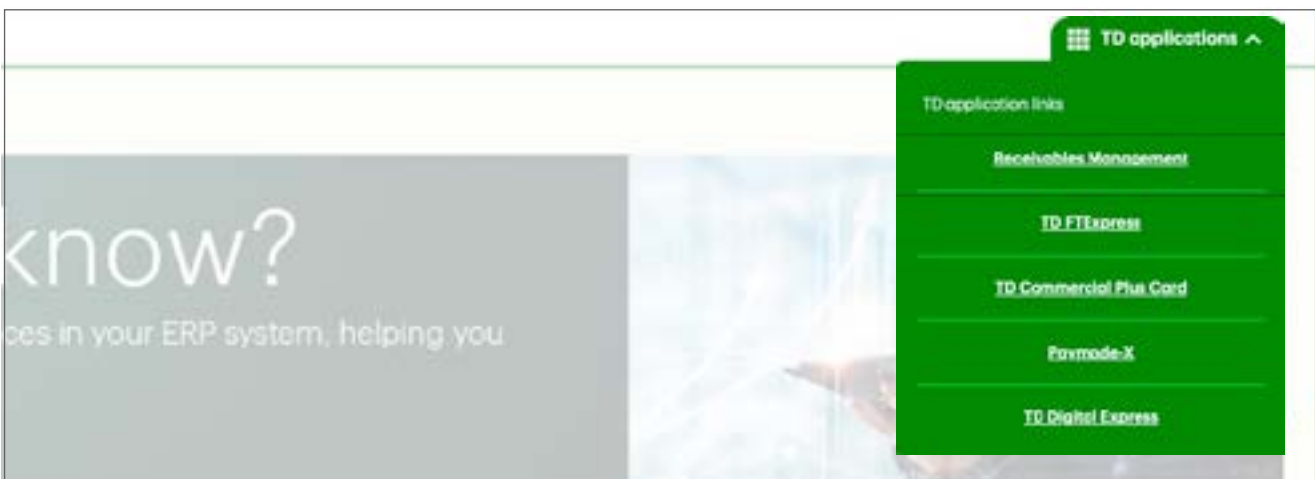 TD applications
TD application links
Receivables Management
TD FTExpress
TD Commercial Plus Card
Paymode-X
TD Digital Express
know?
ces in your ERP system, helping you